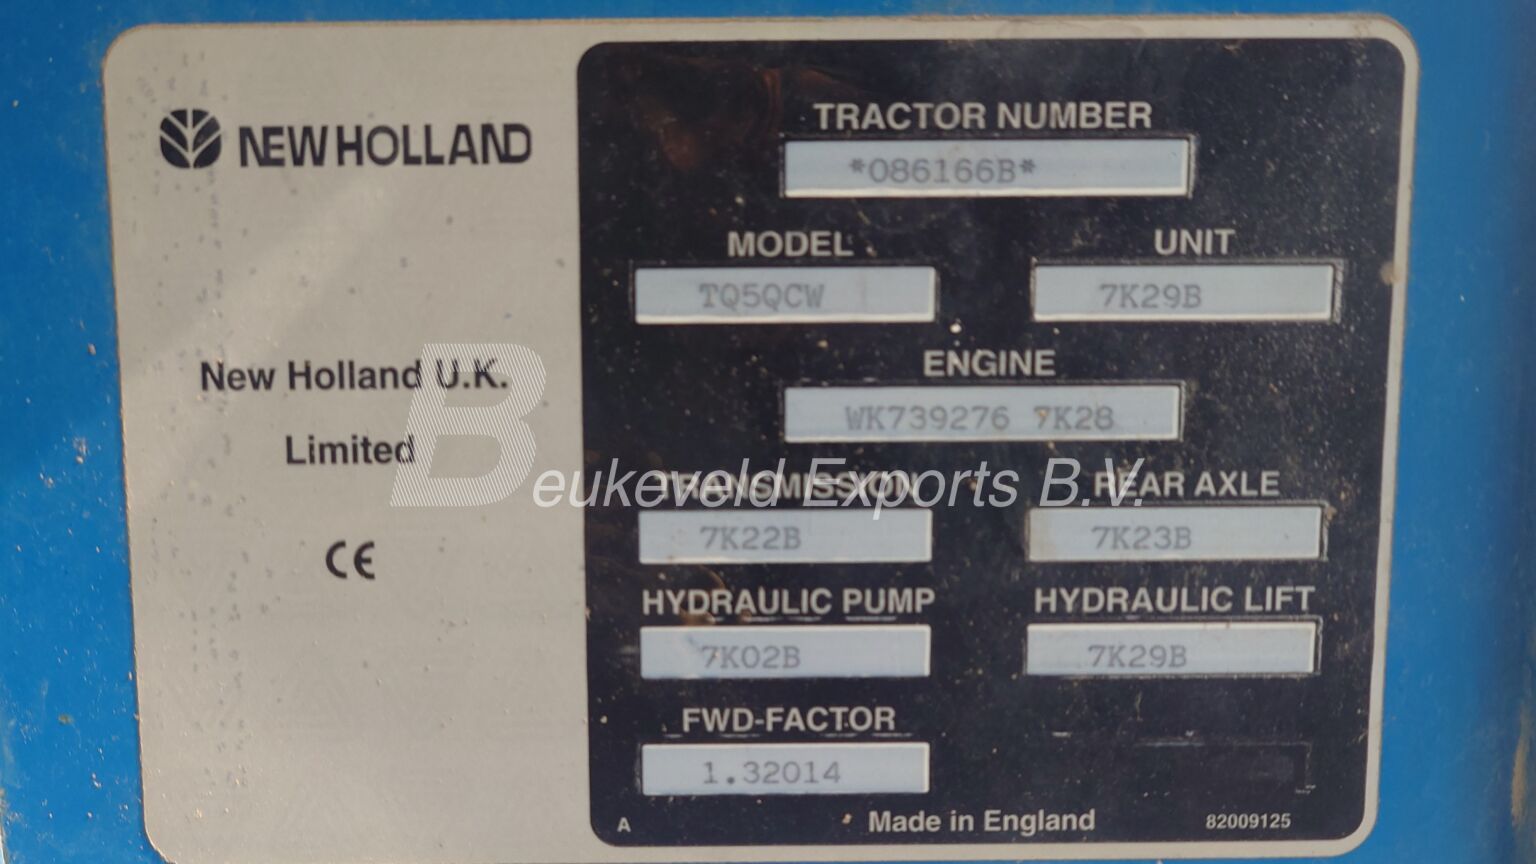 NEW HOLLAND
New Holland U.K.
Limited
CE
TRACTOR NUMBER
*086166B*
MODEL UNIT
TQ5QCW 7K29B
ENGINE
WK739276 7K28
TRANSMISSION REAR AXLE
7K22B 7K23B
HYDRAULIC PUMP HYDRAULIC LIFT
7K02B 7K29B
FWD-FACTOR
1.32014
A Made in England 82009125
Beukeveld Exports B.V.